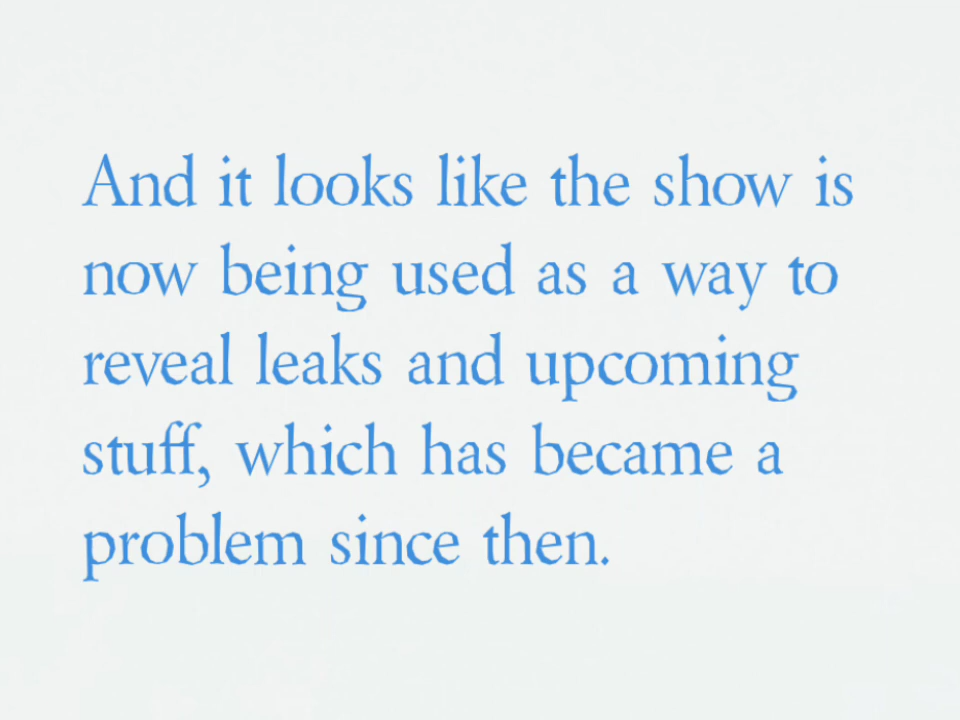 And it looks like the show is
now being used as a way to
reveal leaks and upcoming
stuff, which has became a
problem since then.